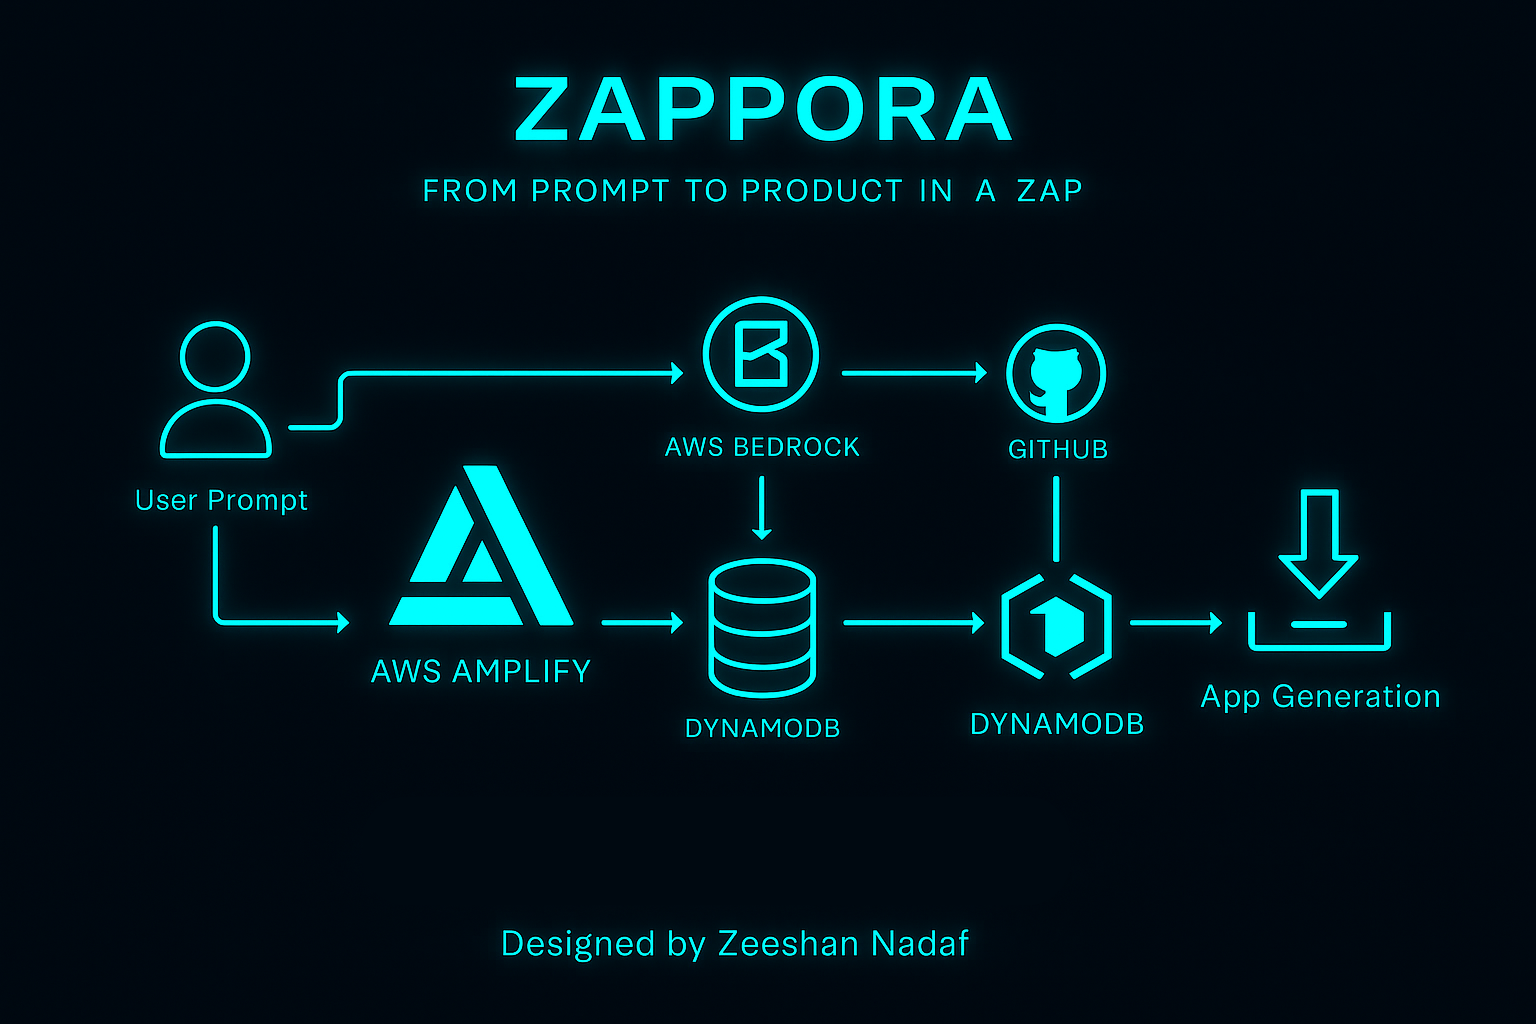 ZAPPORA
FROM PROMPT TO PRODUCT IN A ZAP
AWS BEDROCK
GITHUB
User Prompt
AWS AMPLIFY
DYNAMODB
DYNAMODB
App Generation
Designed by Zeeshan Nadaf